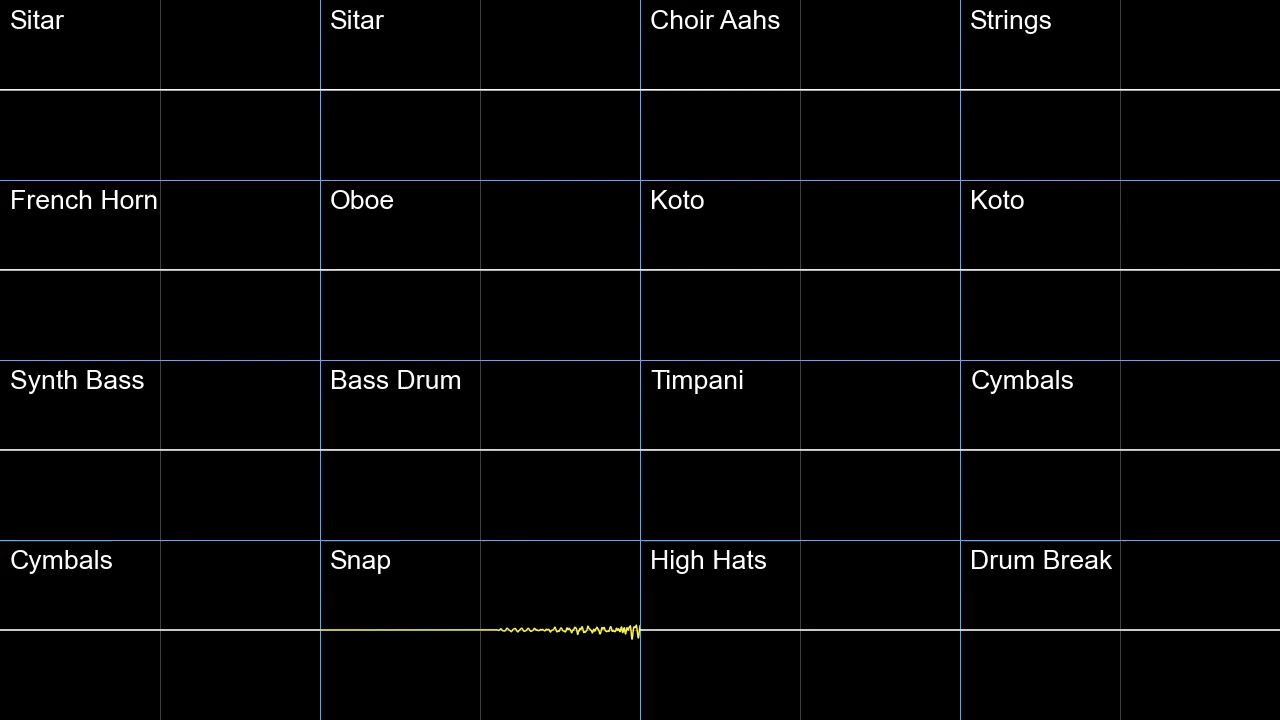 Sitar
Sitar
Choir Aahs
Strings
French Horn
Oboe
Koto
Koto
Synth Bass
Bass Drum
Timpani
Cymbals
Cymbals
Snap
High Hats
Drum Break